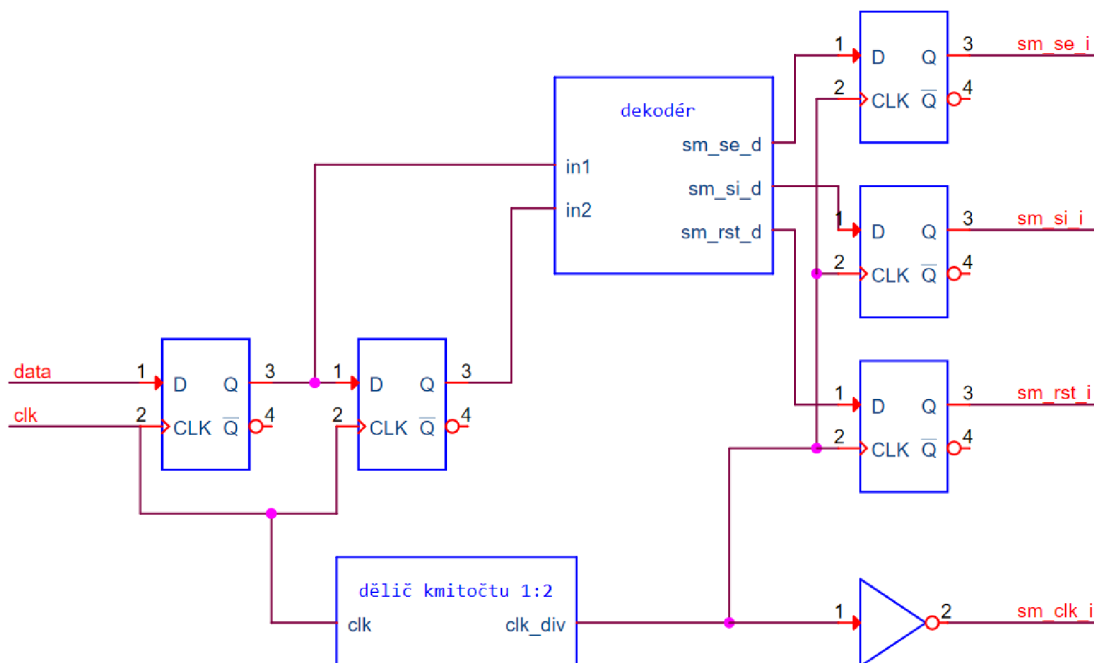 1 D Q 3 sm_se_i
2 CLK Q 4
dekodér
sm_se_d
in1
sm_si_d
in2
sm_rst_d
1 D Q 3 sm_si_i
2 CLK Q 4
data 1 D Q 3 1 D Q 3
clk 2 CLK Q 4 2 CLK Q 4
1 D Q 3 sm_rst_i
2 CLK Q 4
dělič kmitočtu 1:2
clk clk_div
1 2 sm_clk_i